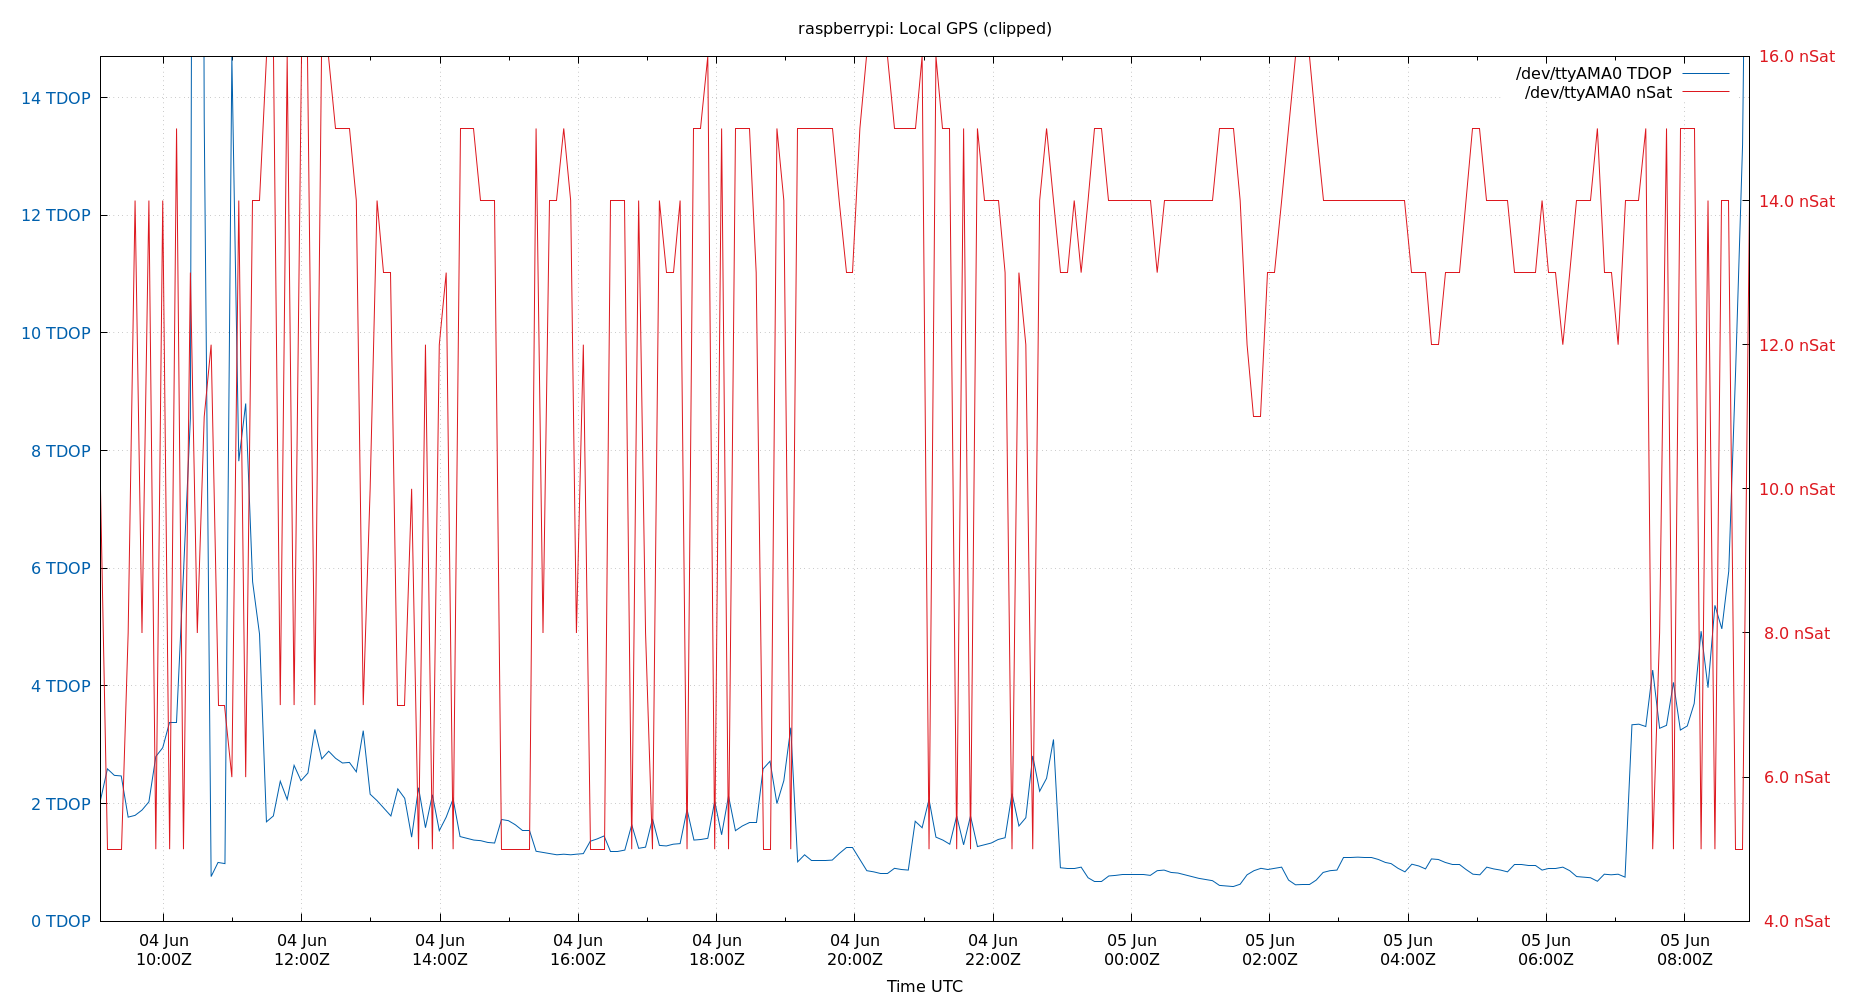 raspberrypi: Local GPS (clipped)
/dev/ttyAMA0 TDOP
/dev/ttyAMA0 nSat
14 TDOP
12 TDOP
10 TDOP
8 TDOP
6 TDOP
4 TDOP
2 TDOP
0 TDOP
16.0 nSat
14.0 nSat
12.0 nSat
10.0 nSat
8.0 nSat
6.0 nSat
4.0 nSat
04 Jun
10:00Z
04 Jun
12:00Z
04 Jun
14:00Z
04 Jun
16:00Z
04 Jun
18:00Z
04 Jun
20:00Z
04 Jun
22:00Z
05 Jun
00:00Z
05 Jun
02:00Z
05 Jun
04:00Z
05 Jun
06:00Z
05 Jun
08:00Z
Time UTC